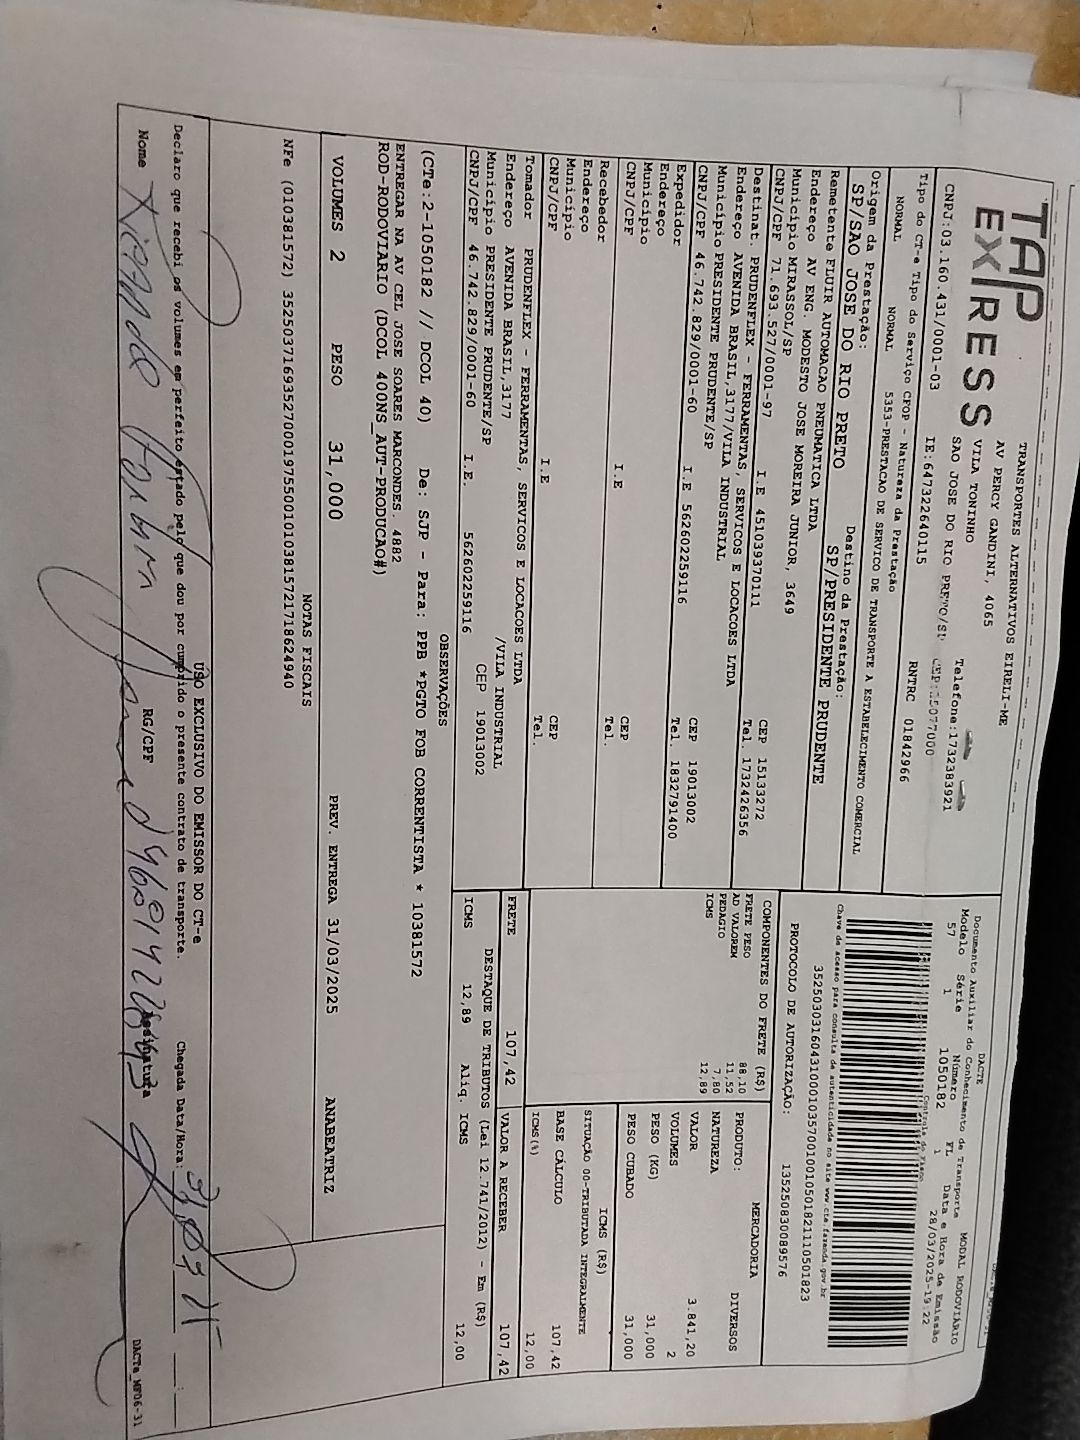 TAP
EXPRESS
TRANSPORTES ALTERNATIVOS EIRELI-ME
AV PERCY GANDINI, 4065
VILA TONINHO
SAO JOSE DO RIO PRETO/SP CEP:15077000
Telefone:1732383921
CNPJ:03.160.431/0001-03 IE:647322640115 RNTRC 01842966
DACTE MODAL RODOVIÁRIO
Documento Auxiliar do Conhecimento de Transporte
Modelo Série Número FL Data e Hora de Emissão
57 1 1050182 1 28/03/2025-19:22
Controle do Fisco
Tipo do CT-e Tipo do Serviço CFOP - Natureza da Prestação
NORMAL NORMAL 5353-PRESTACAO DE SERVICO DE TRANSPORTE A ESTABELECIMENTO COMERCIAL
Chave de acesso para consulta de autenticidade no site www.cte.fazenda.gov.br
35250303160431000103570010010501821110501823
PROTOCOLO DE AUTORIZAÇÃO: 135250830089576
Origem da Prestação: Destino da Prestação:
SP/SAO JOSE DO RIO PRETO SP/PRESIDENTE PRUDENTE
Remetente FLUIR AUTOMACAO PNEUMATICA LTDA
Endereço AV ENG. MODESTO JOSE MOREIRA JUNIOR, 3649
Município MIRASSOL/SP CEP 15133272
CNPJ/CPF 71.693.527/0001-97 I.E 451039370111 Tel. 1732426356
Destinat. PRUDENFLEX - FERRAMENTAS, SERVICOS E LOCACOES LTDA
Endereço AVENIDA BRASIL,3177/VILA INDUSTRIAL
Município PRESIDENTE PRUDENTE/SP CEP 19013002
CNPJ/CPF 46.742.829/0001-60 I.E 562602259116 Tel. 1832791400
Expedidor
Endereço
Município CEP
CNPJ/CPF I.E Tel.
Recebedor
Endereço
Município CEP
CNPJ/CPF I.E Tel.
Tomador PRUDENFLEX - FERRAMENTAS, SERVICOS E LOCACOES LTDA
Endereço AVENIDA BRASIL,3177 /VILA INDUSTRIAL
Município PRESIDENTE PRUDENTE/SP CEP 19013002
CNPJ/CPF 46.742.829/0001-60 I.E. 562602259116
COMPONENTES DO FRETE (R$)
FRETE PESO 88,10
AD VALOREM 11,52
PEDAGIO 7,80
ICMS 12,89
MERCADORIA
PRODUTO: DIVERSOS
NATUREZA
VALOR 3.841,20
VOLUMES 2
PESO (KG) 31,000
PESO CUBADO 31,000
ICMS (R$)
SITUAÇÃO 00-TRIBUTADA INTEGRALMENTE
BASE CÁLCULO 107,42
ICMS(%) 12,00
FRETE 107,42 VALOR A RECEBER 107,42
DESTAQUE DE TRIBUTOS (Lei 12.741/2012) - Em (R$)
ICMS 12,89 Aliq. ICMS 12,00
OBSERVAÇÕES
(CTe:2-1050182 // DCOL 40) De: SJP - Para: PPB *PGTO FOB CORRENTISTA * 10381572
ENTREGAR NA AV CEL JOSE SOARES MARCONDES. 4882
ROD-RODOVIARIO (DCOL 400NS_AUT-PRODUCAO#)
VOLUMES 2 PESO 31,000 PREV. ENTREGA 31/03/2025 ANABEATRIZ
NOTAS FISCAIS
NFe (010381572) 35250371693527000197550010103815721718624940
USO EXCLUSIVO DO EMISSOR DO CT-e
Declaro que recebi os volumes em perfeito estado pelo que dou por cumprido o presente contrato de transporte. Chegada Data/Hora:
Nome RG/CPF Assinatura
DACTe_MF06-31